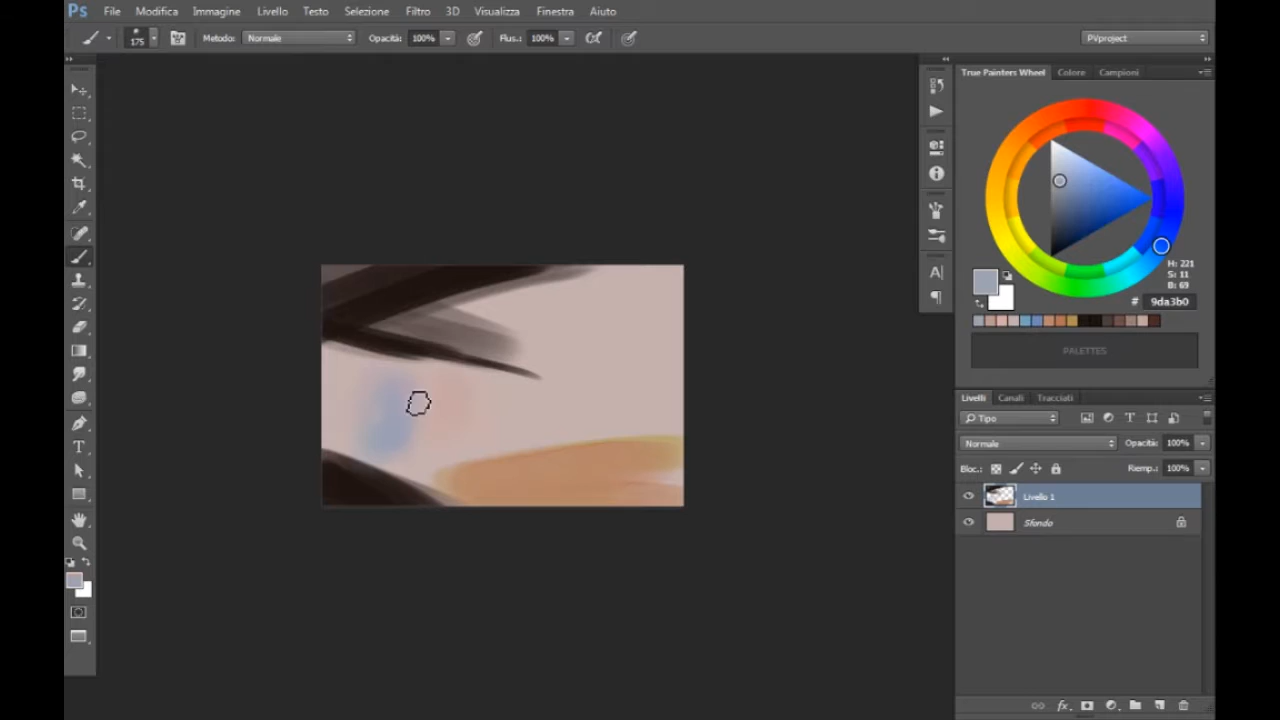 Ps File Modifica Immagine Livello Testo Selezione Filtro 3D Visualizza Finestra Aiuto
175 Metodo: Normale Opacità: 100% Flus.: 100% PVproject
True Painters Wheel Colore Campioni
H: 221
S: 11
B: 69
# 9da3b0
PALETTES
Livelli Canali Tracciati
Tipo
Normale Opacità: 100%
Bloc.: Riemp.: 100%
Livello 1
Sfondo
fx